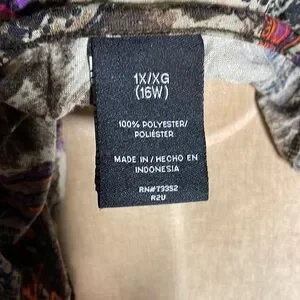 1X/XG
(16W)
100% POLYESTER/
POLIÉSTER
MADE IN / HECHO EN
INDONESIA
RN#73352
R2U